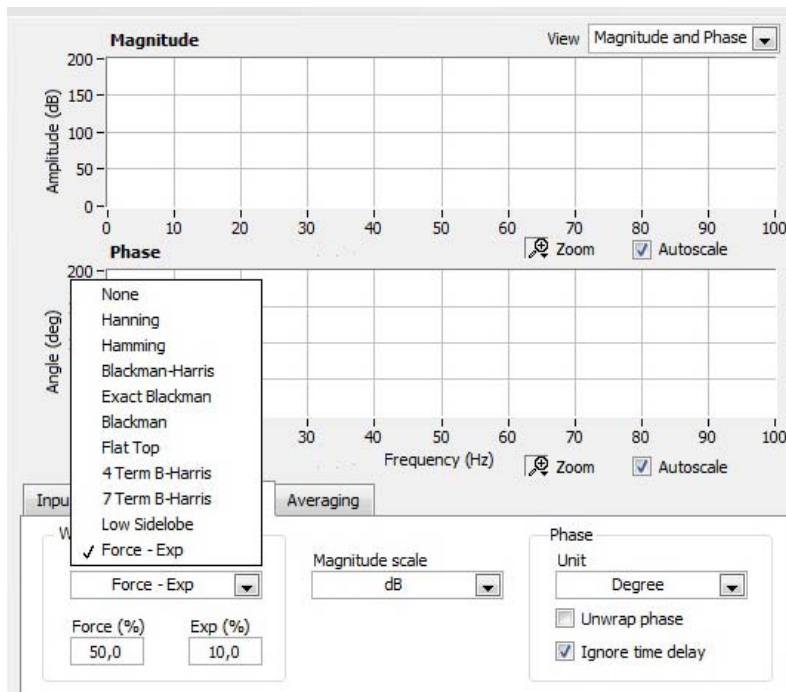 Magnitude
View Magnitude and Phase
200
150
100
50
0
Amplitude (dB)
0 10 20 30 40 50 60 70 80 90 100
Zoom Autoscale
Phase
200
Angle (deg)
None
Hanning
Hamming
Blackman-Harris
Exact Blackman
Blackman
Flat Top
4 Term B-Harris
7 Term B-Harris
Low Sidelobe
✓ Force - Exp
30 40 50 60 70 80 90 100
Frequency (Hz)
Zoom Autoscale
Inpu
Averaging
W
Force - Exp
Force (%) Exp (%)
50,0 10,0
Magnitude scale
dB
Phase
Unit
Degree
Unwrap phase
Ignore time delay